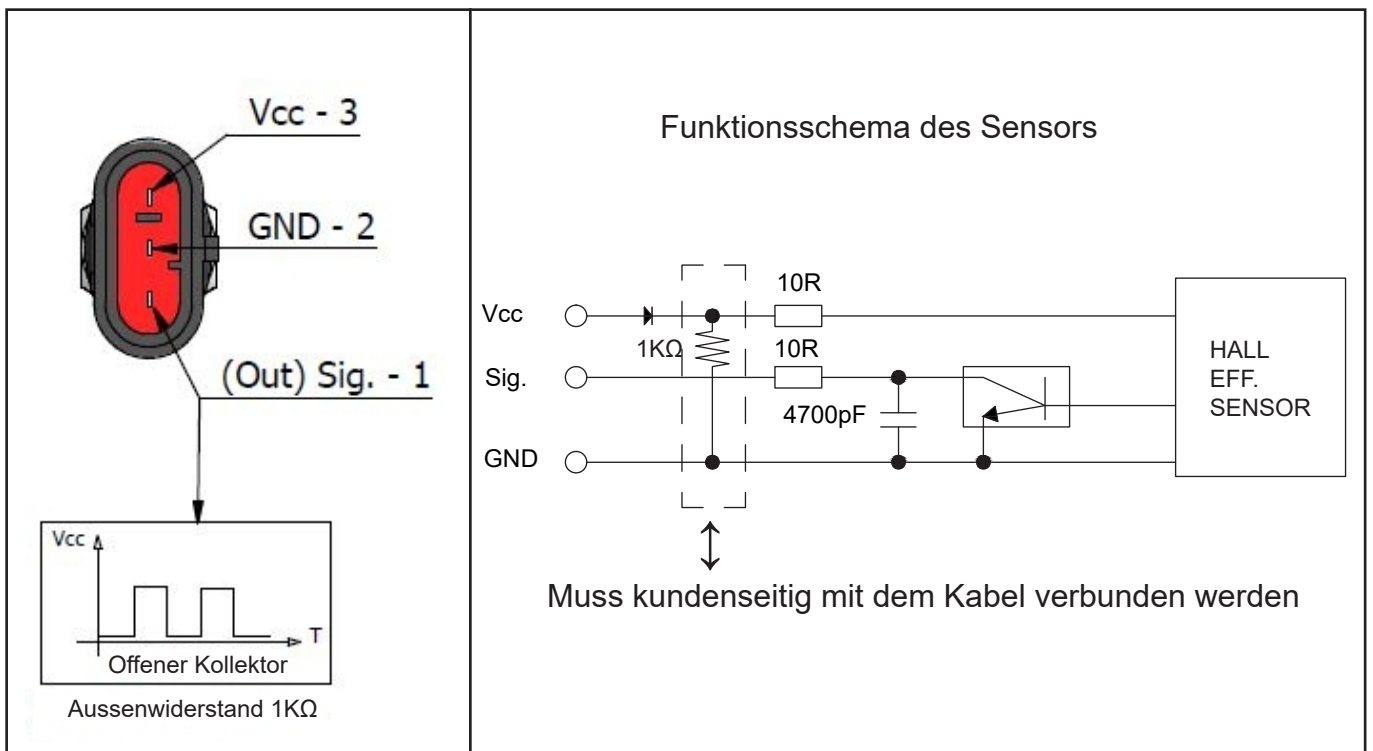 Vcc - 3
GND - 2
(Out) Sig. - 1
Vcc
T
Offener Kollektor
Aussenwiderstand 1KΩ
Funktionsschema des Sensors
10R
Vcc
1KΩ
10R
Sig.
4700pF
GND
HALL
EFF.
SENSOR
Muss kundenseitig mit dem Kabel verbunden werden